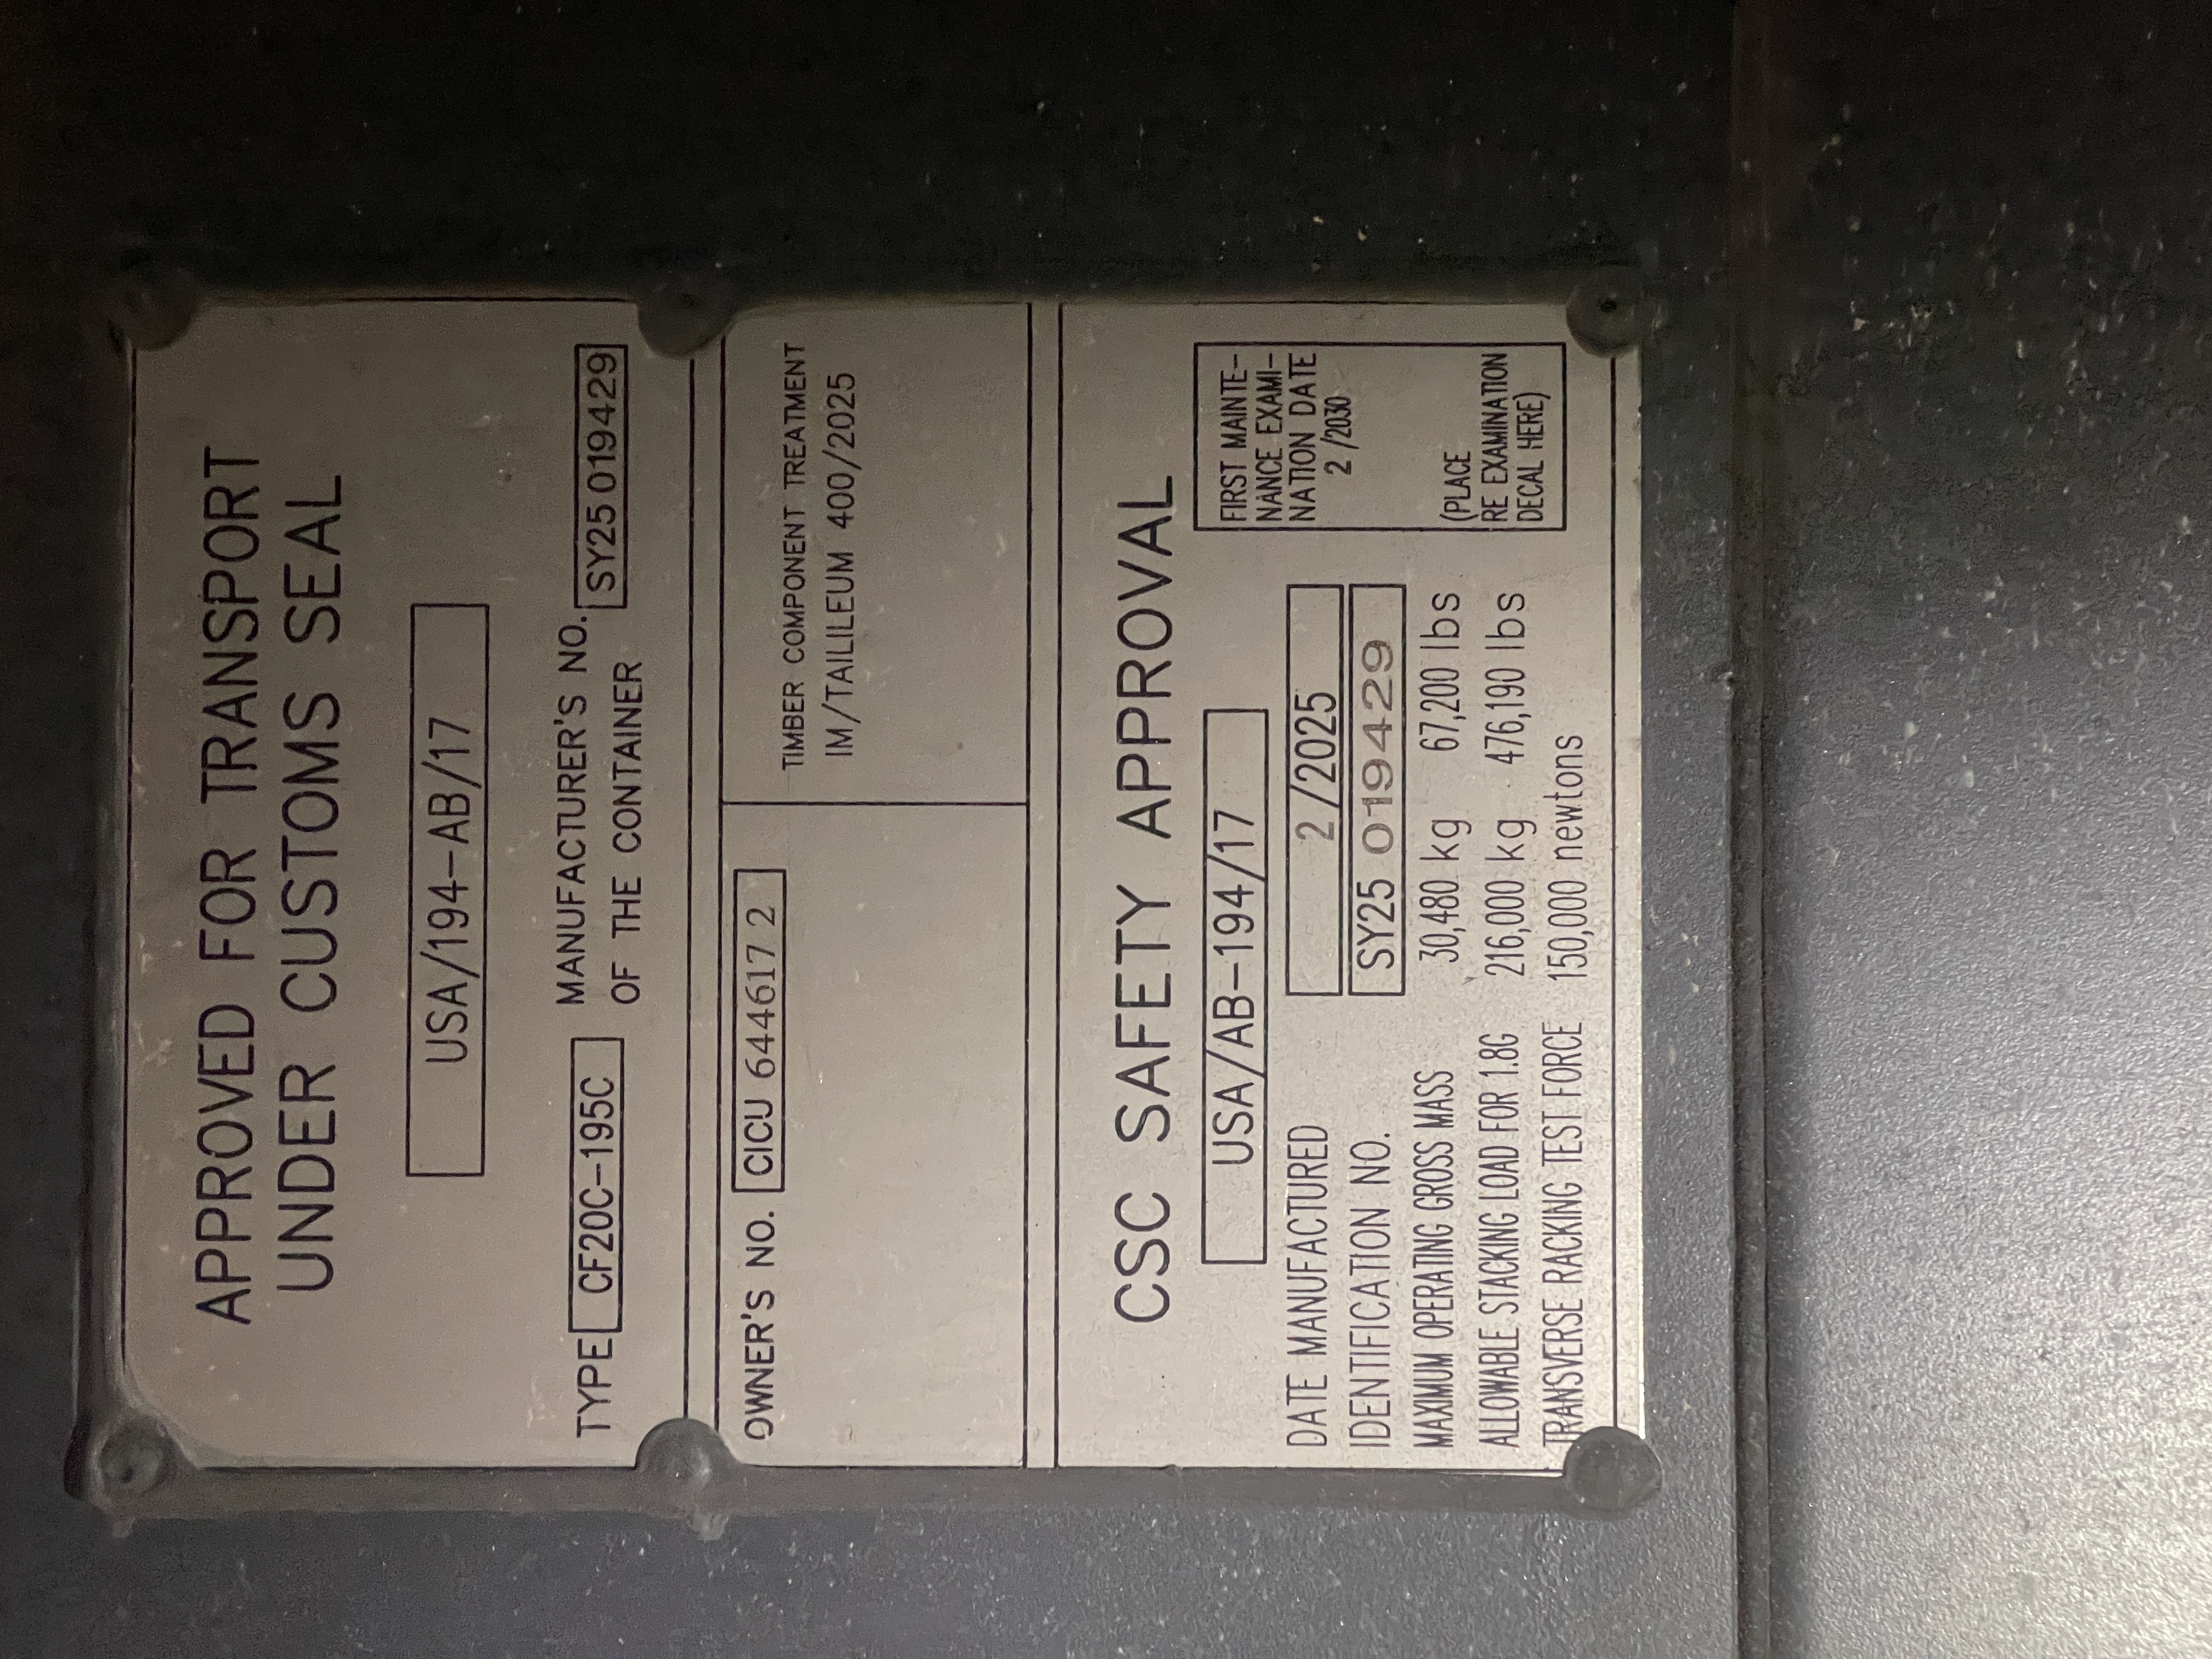 APPROVED FOR TRANSPORT
UNDER CUSTOMS SEAL
USA/194-AB/17
TYPE CF20C-195C MANUFACTURER'S NO. SY25 019429
OF THE CONTAINER
OWNER'S NO. CICU 644617 2
TIMBER COMPONENT TREATMENT
IM/TAILILEUM 400/2025
CSC SAFETY APPROVAL
USA/AB-194/17
DATE MANUFACTURED 2/2025
IDENTIFICATION NO. SY25 019429
MAXIMUM OPERATING GROSS MASS 30,480 kg 67,200 lbs
ALLOWABLE STACKING LOAD FOR 1.8G 216,000 kg 476,190 lbs
TRANSVERSE RACKING TEST FORCE 150,000 newtons
FIRST MAINTE-
NANCE EXAMI-
NATION DATE
2/2030
(PLACE
RE EXAMINATION
DECAL HERE)